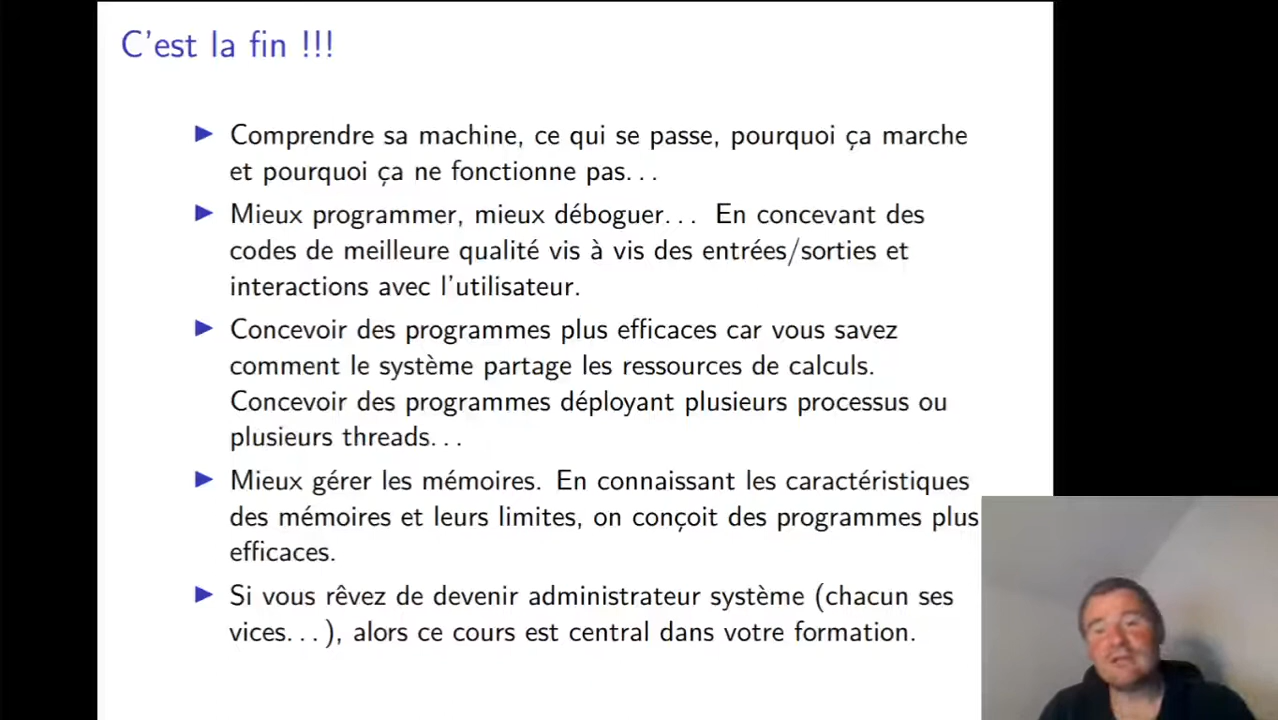 C'est la fin !!!
▶ Comprendre sa machine, ce qui se passe, pourquoi ça marche
et pourquoi ça ne fonctionne pas...
▶ Mieux programmer, mieux déboguer... En concevant des
codes de meilleure qualité vis à vis des entrées/sorties et
interactions avec l'utilisateur.
▶ Concevoir des programmes plus efficaces car vous savez
comment le système partage les ressources de calculs.
Concevoir des programmes déployant plusieurs processus ou
plusieurs threads...
▶ Mieux gérer les mémoires. En connaissant les caractéristiques
des mémoires et leurs limites, on conçoit des programmes plus
efficaces.
▶ Si vous rêvez de devenir administrateur système (chacun ses
vices...), alors ce cours est central dans votre formation.